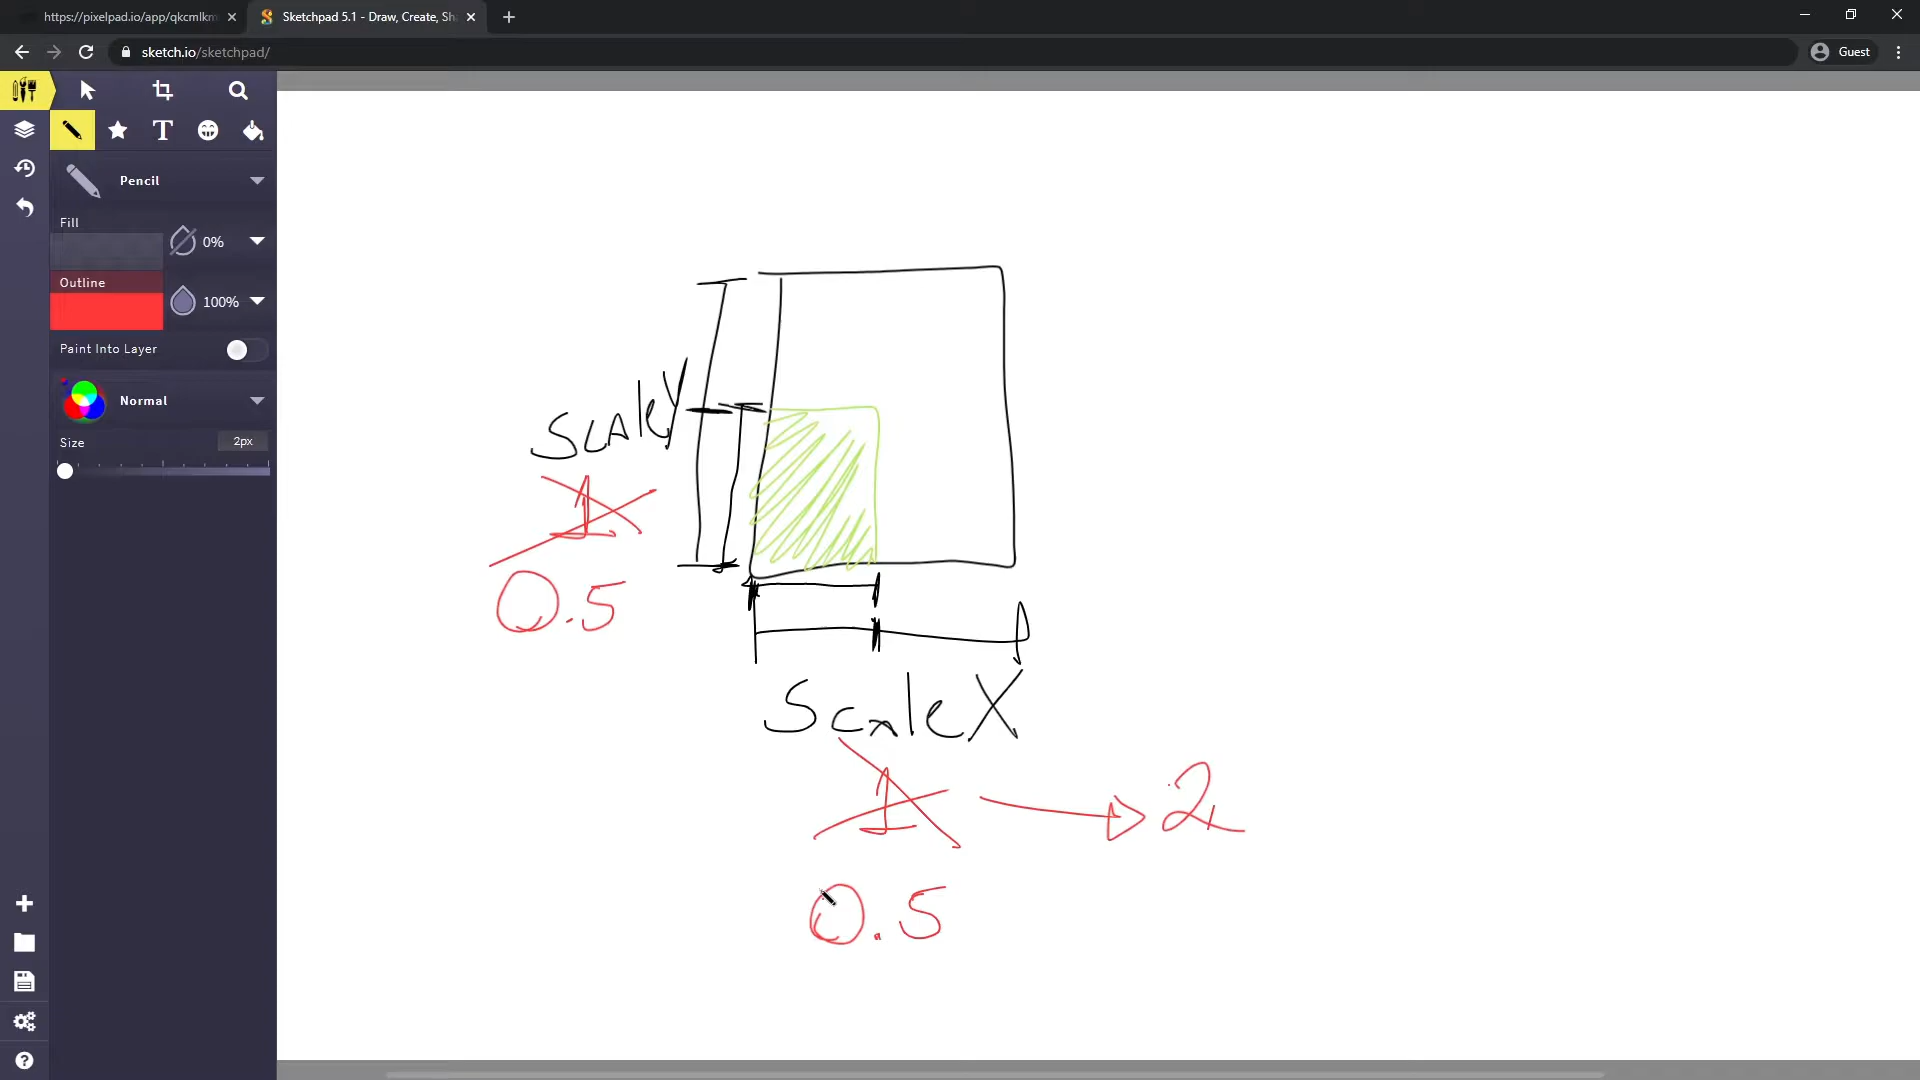 https://pixelpad.io/app/qkcmlkm
Sketchpad 5.1 - Draw, Create, Sh
sketch.io/sketchpad/
Guest
T
Pencil
Fill
0%
Outline
100%
Paint Into Layer
Normal
Size
2px
ScaleY
1
0.5
ScaleX
1
2
0.5